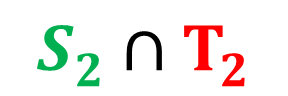 S₂ ∩ T₂